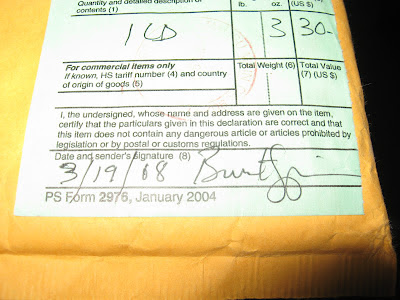 Quantity and detailed description of
contents (1)
lb. oz. (US $)
1 CD 3 30-
For commercial items only
If known, HS tariff number (4) and country
of origin of goods (5)
Total Weight (6) Total Value
(7) (US $)
I, the undersigned, whose name and address are given on the item,
certify that the particulars given in this declaration are correct and that
this item does not contain any dangerous article or articles prohibited by
legislation or by postal or customs regulations.
Date and sender's signature (8)
3/19/08
PS Form 2976, January 2004